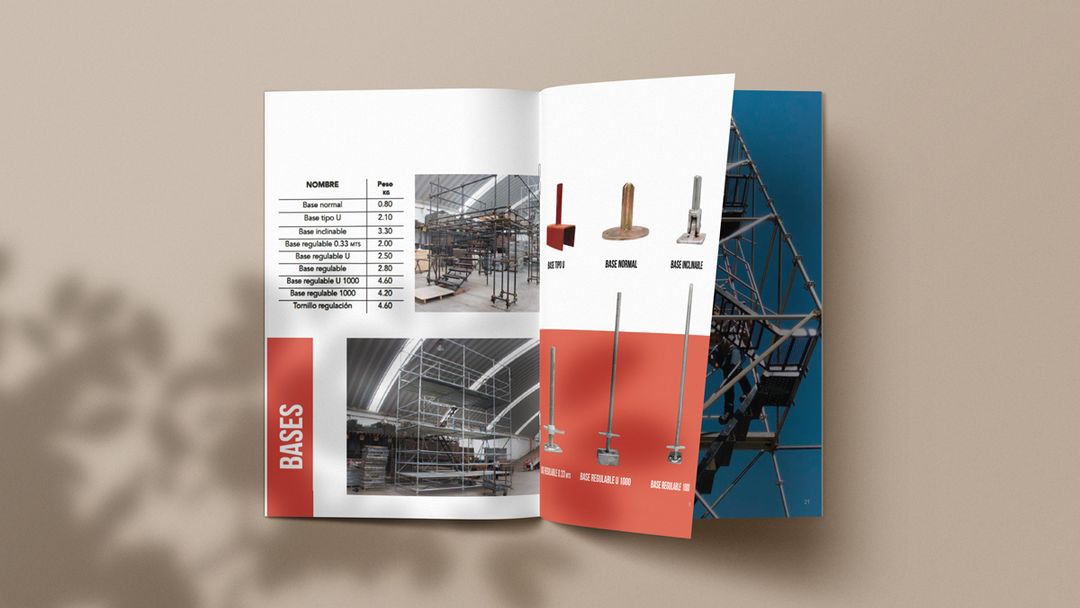 NOMBRE Peso
KG
Base normal 0.80
Base tipo U 2.10
Base inclinable 3.30
Base regulable 0.33 MTS 2.00
Base regulable U 2.50
Base regulable 2.80
Base regulable U 1000 4.60
Base regulable 1000 4.20
Tornillo regulación 4.60
BASES
BASE TIPO U
BASE NORMAL
BASE INCLINABLE
REGULABLE 0.33 MTS
BASE REGULABLE U 1000
BASE REGULABLE 1000
21